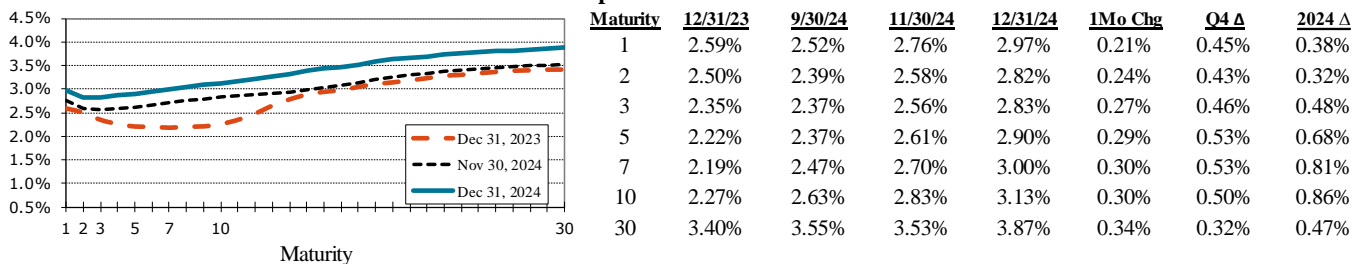 4.5%
4.0%
3.5%
3.0%
2.5%
2.0%
1.5%
1.0%
0.5%
Dec 31, 2023
Nov 30, 2024
Dec 31, 2024
1 2 3 5 7 10 30
Maturity
Maturity 12/31/23 9/30/24 11/30/24 12/31/24 1Mo Chg Q4 Δ 2024 Δ
1 2.59% 2.52% 2.76% 2.97% 0.21% 0.45% 0.38%
2 2.50% 2.39% 2.58% 2.82% 0.24% 0.43% 0.32%
3 2.35% 2.37% 2.56% 2.83% 0.27% 0.46% 0.48%
5 2.22% 2.37% 2.61% 2.90% 0.29% 0.53% 0.68%
7 2.19% 2.47% 2.70% 3.00% 0.30% 0.53% 0.81%
10 2.27% 2.63% 2.83% 3.13% 0.30% 0.50% 0.86%
30 3.40% 3.55% 3.53% 3.87% 0.34% 0.32% 0.47%